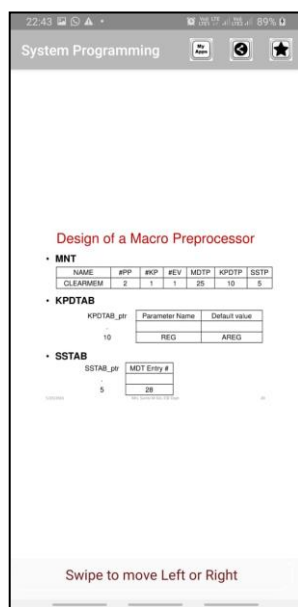 22:43 89%
System Programming My Apps
Design of a Macro Preprocessor
• MNT
NAME #PP #KP #EV MDTP KPDTP SSTP
CLEARMEM 2 1 1 25 10 5
• KPDTAB
KPDTAB_ptr Parameter Name Default value
.
10 REG AREG
• SSTAB
SSTAB_ptr MDT Entry #
.
5 28
Swipe to move Left or Right